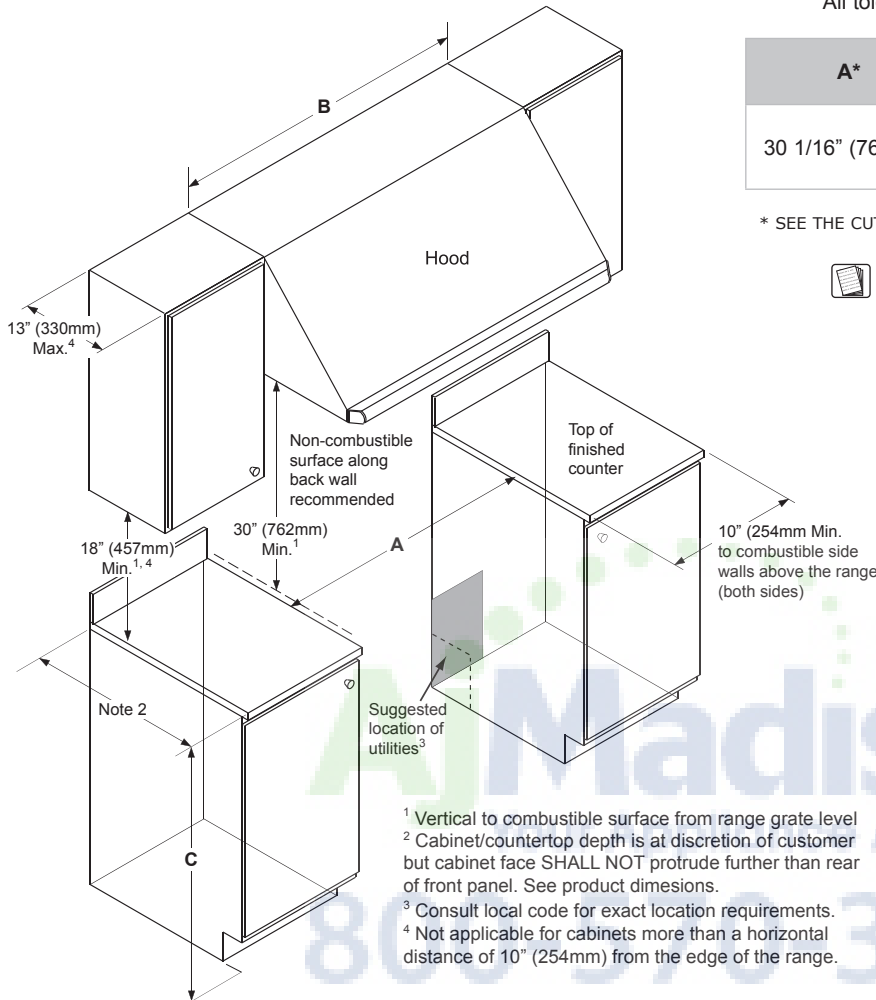 All tol
B
A*
30 1/16” (76
* SEE THE CUT
Hood
13” (330mm)
Max.4
Non-combustible
surface along
back wall
recommended
Top of
finished
counter
18” (457mm)
Min.1, 4
30” (762mm)
Min.1
A
10” (254mm Min.
to combustible side
walls above the range
(both sides)
Note 2
Suggested
location of
utilities3
C
1 Vertical to combustible surface from range grate level
2 Cabinet/countertop depth is at discretion of customer
but cabinet face SHALL NOT protrude further than rear
of front panel. See product dimesions.
3 Consult local code for exact location requirements.
4 Not applicable for cabinets more than a horizontal
distance of 10” (254mm) from the edge of the range.
AjMadis
Your Appliance
800-570-3